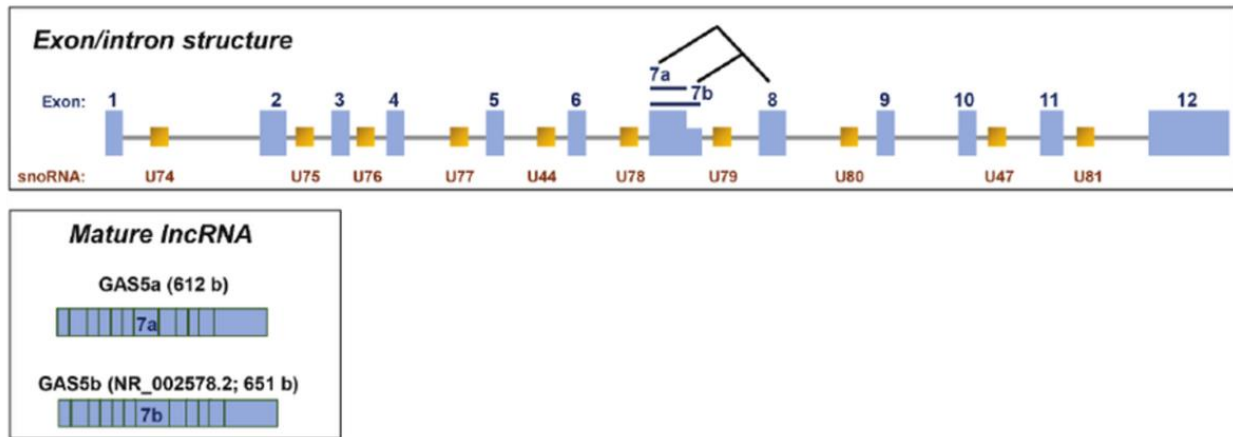 Exon/intron structure
7a
7b
Exon: 1 2 3 4 5 6 8 9 10 11 12
snoRNA: U74 U75 U76 U77 U44 U78 U79 U80 U47 U81
Mature lncRNA
GAS5a (612 b)
7a
GAS5b (NR_002578.2; 651 b)
7b